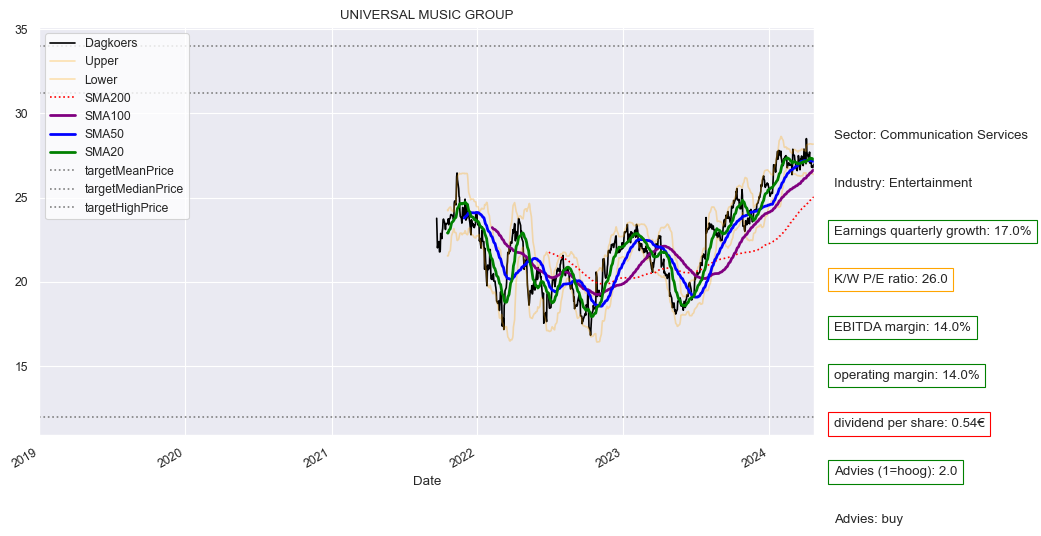 UNIVERSAL MUSIC GROUP
35
30
25
20
15
Dagkoers
Upper
Lower
SMA200
SMA100
SMA50
SMA20
targetMeanPrice
targetMedianPrice
targetHighPrice
2019
2020
2021
2022
2023
2024
Date
Sector: Communication Services
Industry: Entertainment
Earnings quarterly growth: 17.0%
K/W P/E ratio: 26.0
EBITDA margin: 14.0%
operating margin: 14.0%
dividend per share: 0.54€
Advies (1=hoog): 2.0
Advies: buy